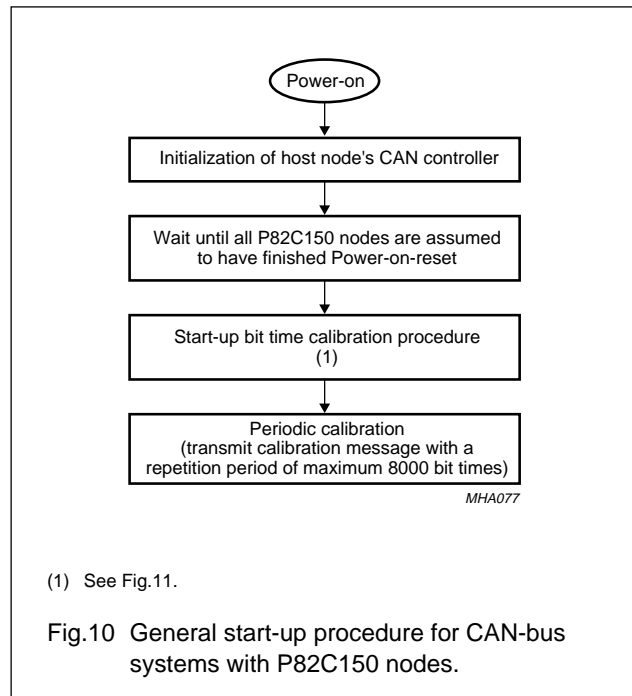 Power-on
Initialization of host node's CAN controller
Wait until all P82C150 nodes are assumed
to have finished Power-on-reset
Start-up bit time calibration procedure
(1)
Periodic calibration
(transmit calibration message with a
repetition period of maximum 8000 bit times)
MHA077
(1) See Fig.11.
Fig.10 General start-up procedure for CAN-bus
systems with P82C150 nodes.